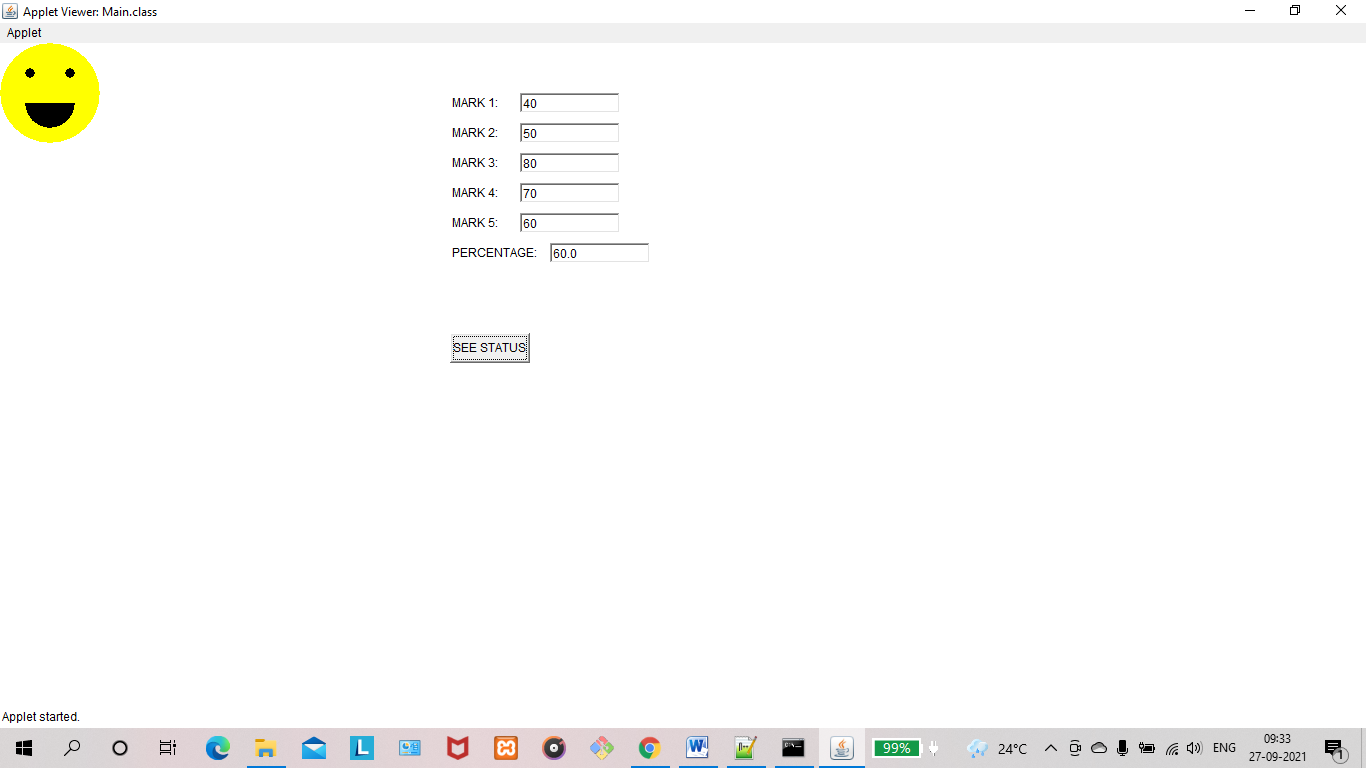 Applet Viewer: Main.class
Applet
MARK 1: 40
MARK 2: 50
MARK 3: 80
MARK 4: 70
MARK 5: 60
PERCENTAGE: 60.0
SEE STATUS
Applet started.
L
W
99%
24°C
ENG
09:33
27-09-2021
1